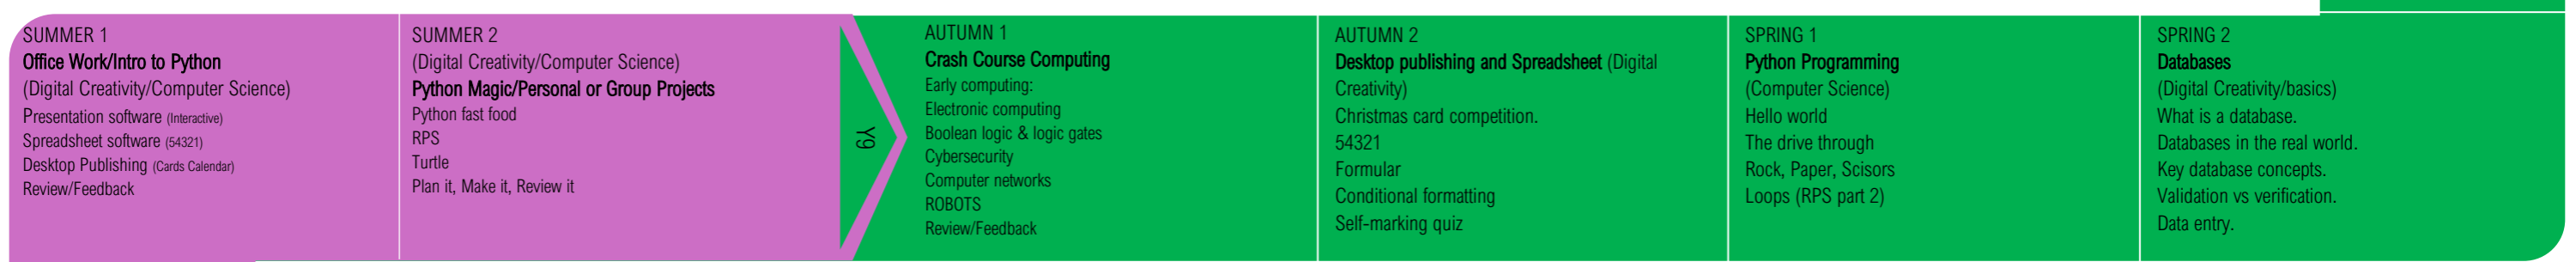 SUMMER 1
Office Work/Intro to Python
(Digital Creativity/Computer Science)
Presentation software (Interactive)
Spreadsheet software (54321)
Desktop Publishing (Cards Calendar)
Review/Feedback
SUMMER 2
(Digital Creativity/Computer Science)
Python Magic/Personal or Group Projects
Python fast food
RPS
Turtle
Plan it, Make it, Review it
Y9
AUTUMN 1
Crash Course Computing
Early computing:
Electronic computing
Boolean logic & logic gates
Cybersecurity
Computer networks
ROBOTS
Review/Feedback
AUTUMN 2
Desktop publishing and Spreadsheet (Digital
Creativity)
Christmas card competition.
54321
Formular
Conditional formatting
Self-marking quiz
SPRING 1
Python Programming
(Computer Science)
Hello world
The drive through
Rock, Paper, Scisors
Loops (RPS part 2)
SPRING 2
Databases
(Digital Creativity/basics)
What is a database.
Databases in the real world.
Key database concepts.
Validation vs verification.
Data entry.